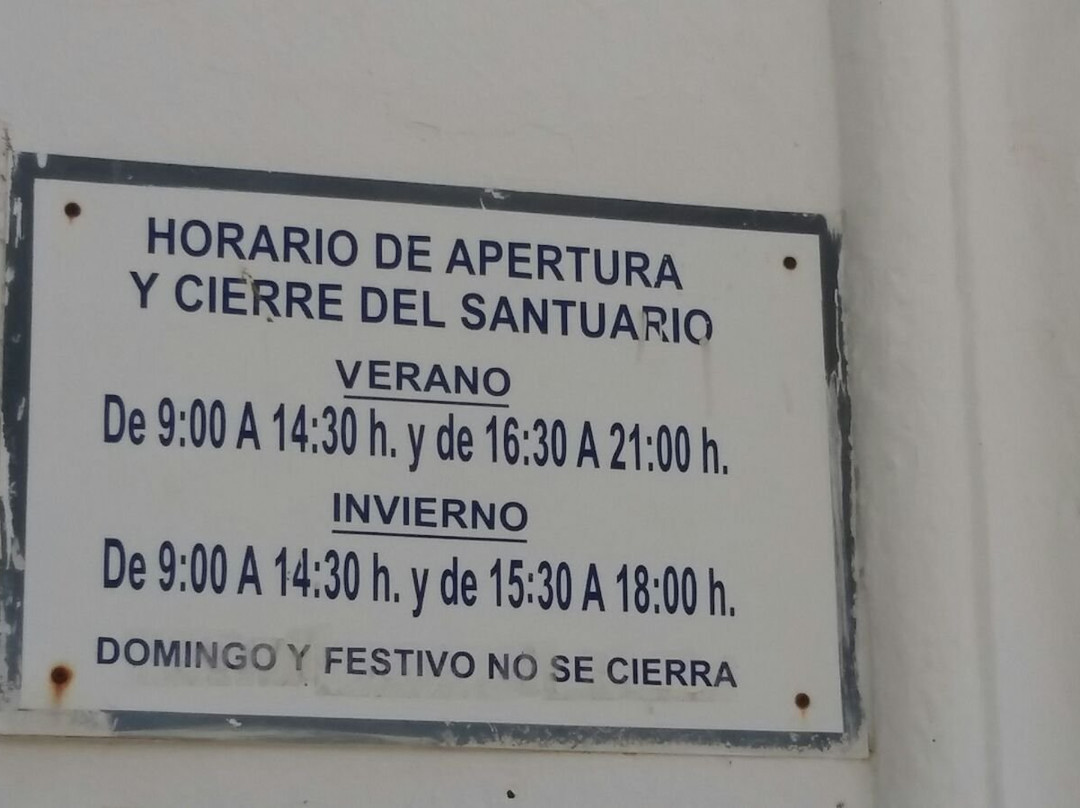 HORARIO DE APERTURA
Y CIERRE DEL SANTUARIO
VERANO
De 9:00 A 14:30 h. y de 16:30 A 21:00 h.
INVIERNO
De 9:00 A 14:30 h. y de 15:30 A 18:00 h.
DOMINGO Y FESTIVO NO SE CIERRA